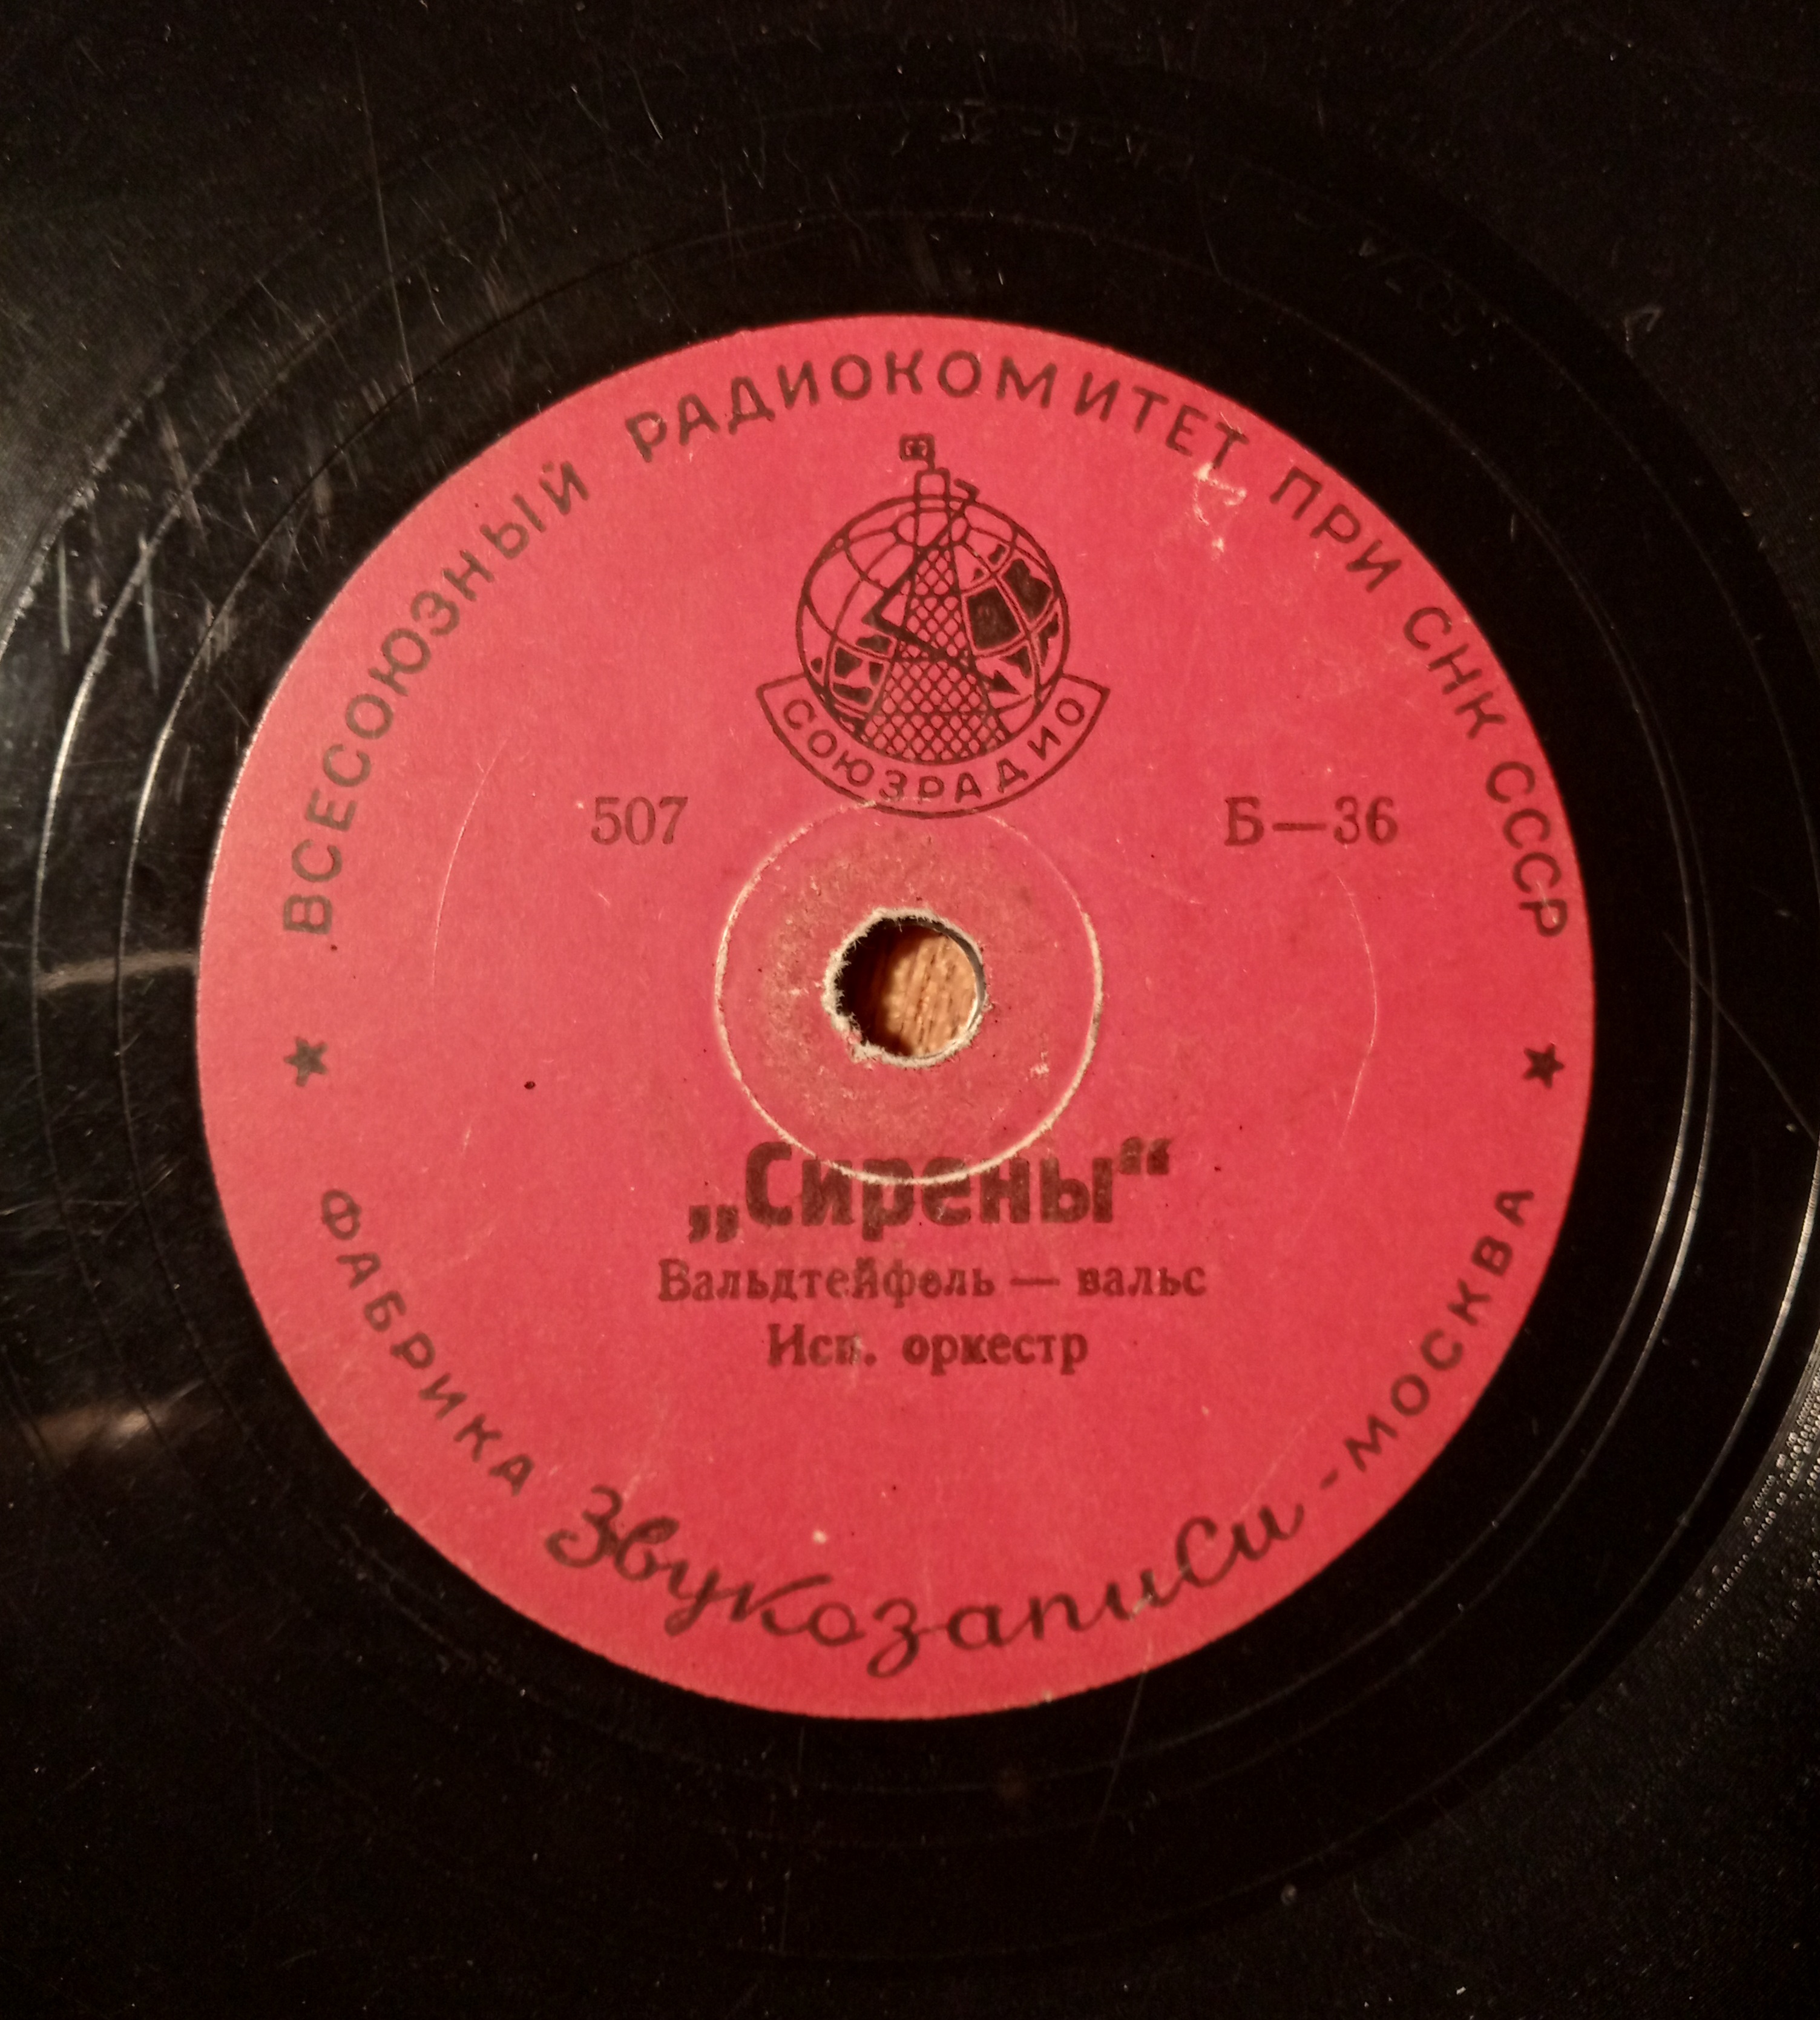 ВСЕСОЮЗНЫЙ РАДИОКОМИТЕТ ПРИ СНК СССР
СОЮЗРАДИО
507 Б—36
„Сирены“
Вальдтейфель — вальс
Исп. оркестр
★ ФАБРИКА Звукозаписи - МОСКВА ★